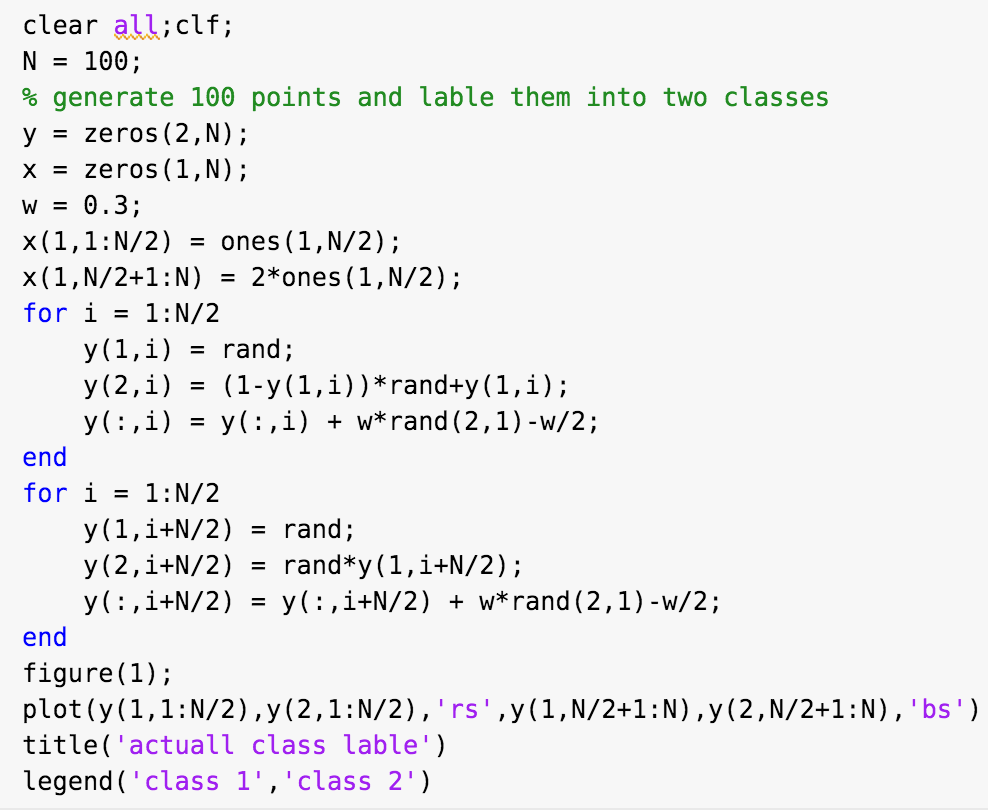 clear all;clf;
N = 100;
% generate 100 points and lable them into two classes
y = zeros(2,N);
x = zeros(1,N);
w = 0.3;
x(1,1:N/2) = ones(1,N/2);
x(1,N/2+1:N) = 2*ones(1,N/2);
for i = 1:N/2
    y(1,i) = rand;
    y(2,i) = (1-y(1,i))*rand+y(1,i);
    y(:,i) = y(:,i) + w*rand(2,1)-w/2;
end
for i = 1:N/2
    y(1,i+N/2) = rand;
    y(2,i+N/2) = rand*y(1,i+N/2);
    y(:,i+N/2) = y(:,i+N/2) + w*rand(2,1)-w/2;
end
figure(1);
plot(y(1,1:N/2),y(2,1:N/2),'rs',y(1,N/2+1:N),y(2,N/2+1:N),'bs')
title('actuall class lable')
legend('class 1','class 2')